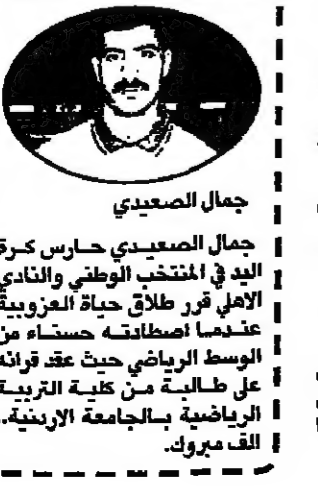 جمال الصعيدي
جمال الصعيدي حارس كرة
اليد في المنتخب الوطني والنادي
الاهلي قرر طلاق حياة العزوبية
عندما اصطادته حسناء من
الوسط الرياضي حيث عقد قرانه
على طالبة من كلية التربية
الرياضية بالجامعة الاردنية..
الف مبروك.